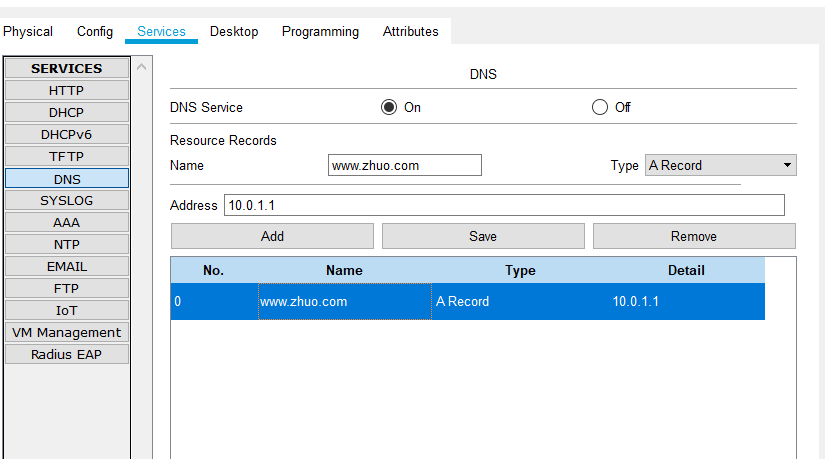 Physical Config Services Desktop Programming Attributes
SERVICES
HTTP
DHCP
DHCPv6
TFTP
DNS
SYSLOG
AAA
NTP
EMAIL
FTP
IoT
VM Management
Radius EAP
DNS
DNS Service On Off
Resource Records
Name www.zhuo.com Type A Record
Address 10.0.1.1
Add Save Remove
No. Name Type Detail
0 www.zhuo.com A Record 10.0.1.1